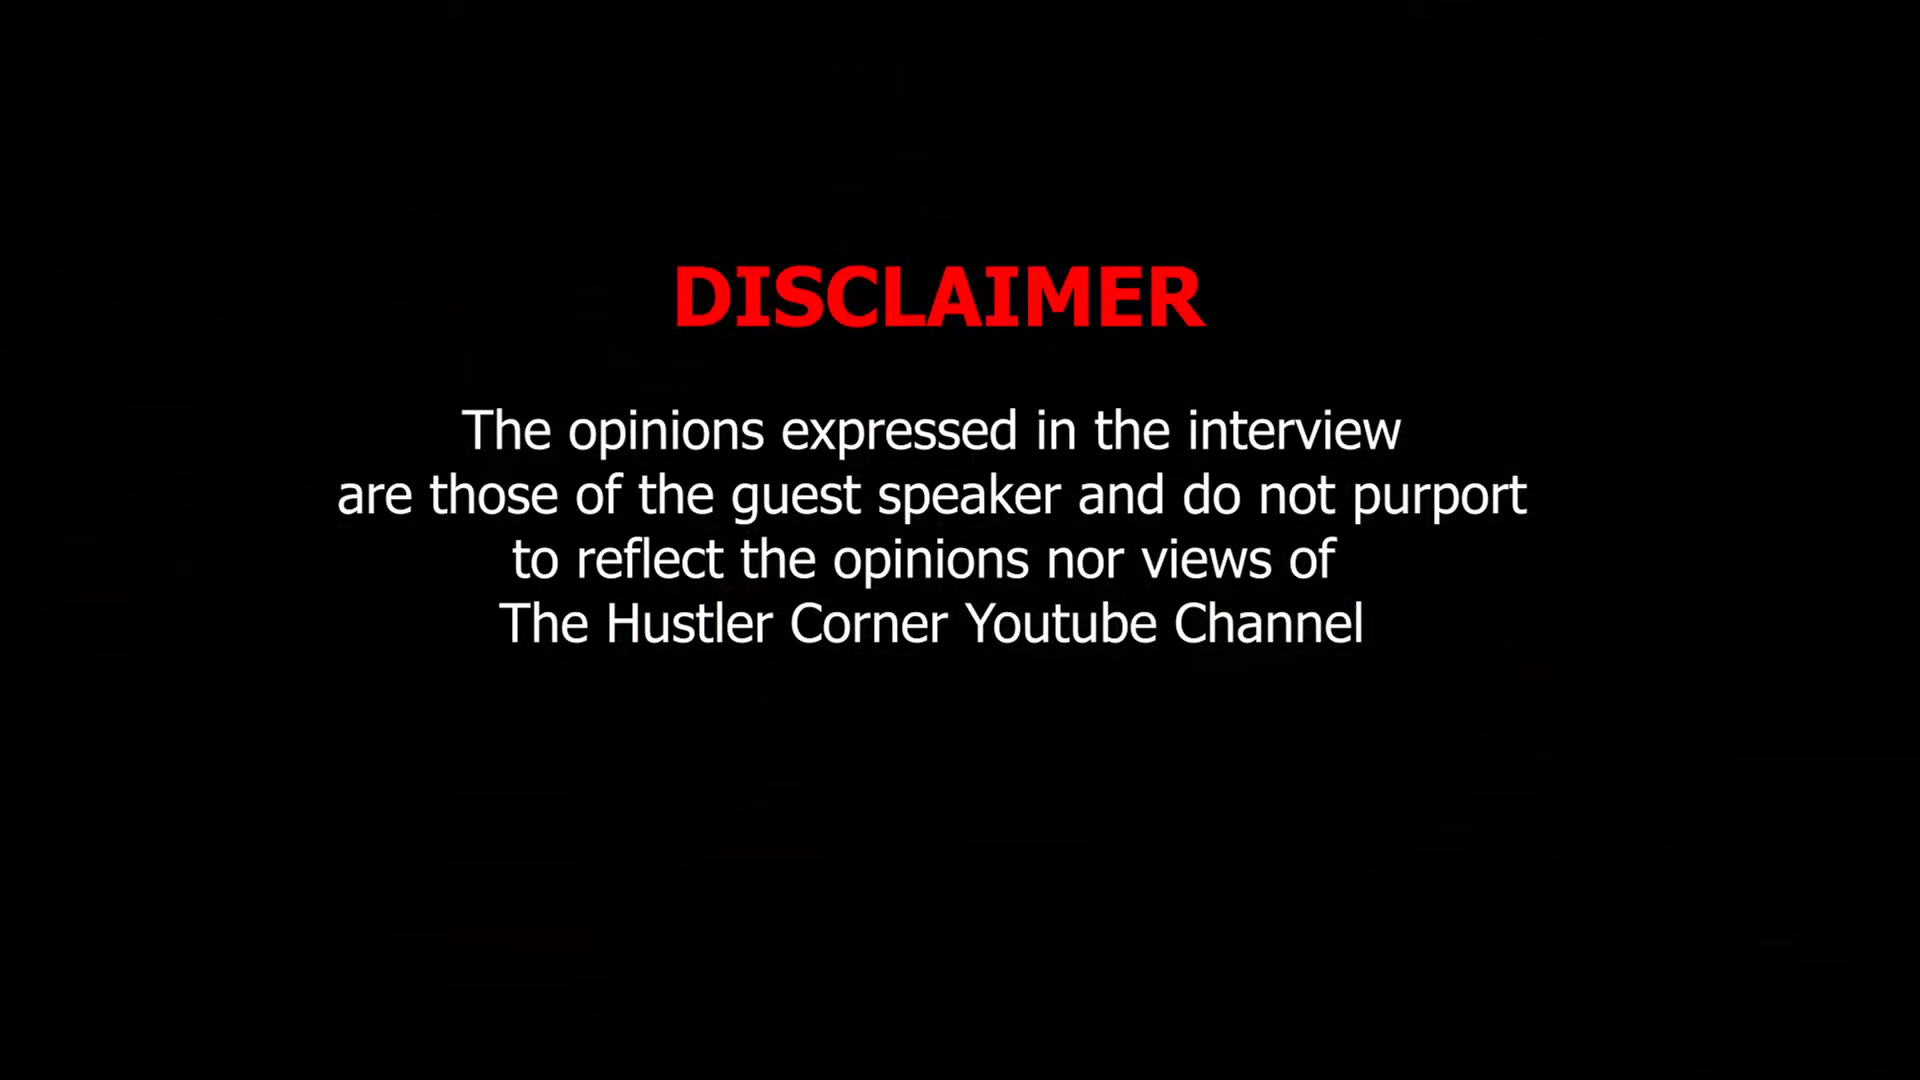 DISCLAIMER
The opinions expressed in the interview
are those of the guest speaker and do not purport
to reflect the opinions nor views of
The Hustler Corner Youtube Channel